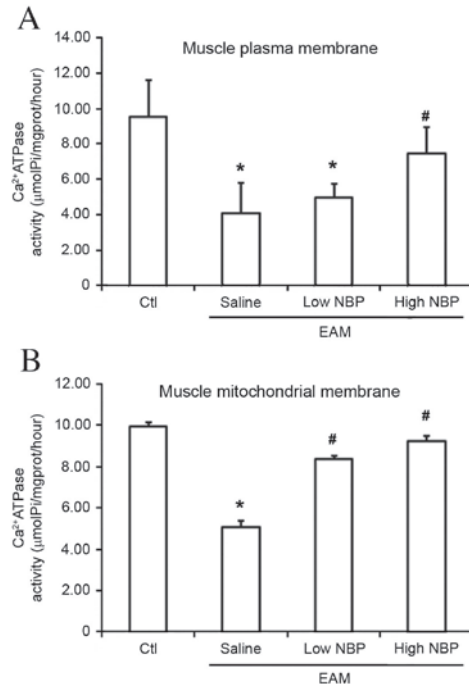 A
Muscle plasma membrane
Ca²⁺ATPase
activity (μmolPi/mgprot/hour)
14.00
12.00
10.00
8.00
6.00
4.00
2.00
0
*
*
#
Ctl
Saline
Low NBP
High NBP
EAM
B
Muscle mitochondrial membrane
Ca²⁺ATPase
activity (μmolPi/mgprot/hour)
12.00
10.00
8.00
6.00
4.00
2.00
0
*
#
#
Ctl
Saline
Low NBP
High NBP
EAM